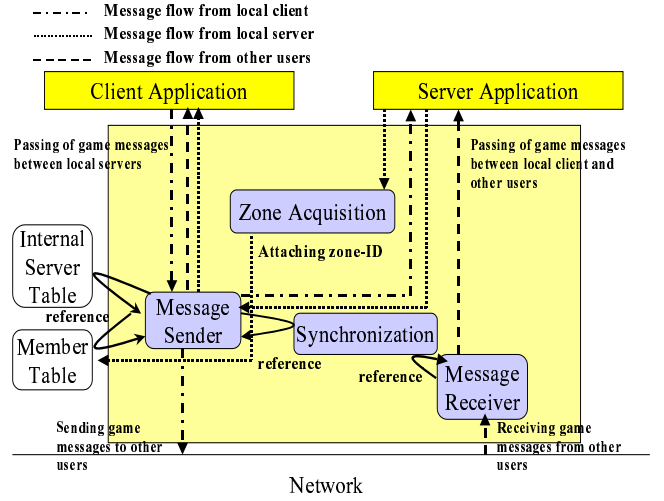 Message flow from local client
Message flow from local server
Message flow from other users
Client Application
Server Application
Passing of game messages
between local servers
Passing of game messages
between local client and
other users
Zone Acquisition
Attaching zone-ID
Internal
Server
Table
reference
Message
Sender
Synchronization
Member
Table
reference
reference
Message
Receiver
Sending game
messages to other
users
Receiving game
messages from other
users
Network